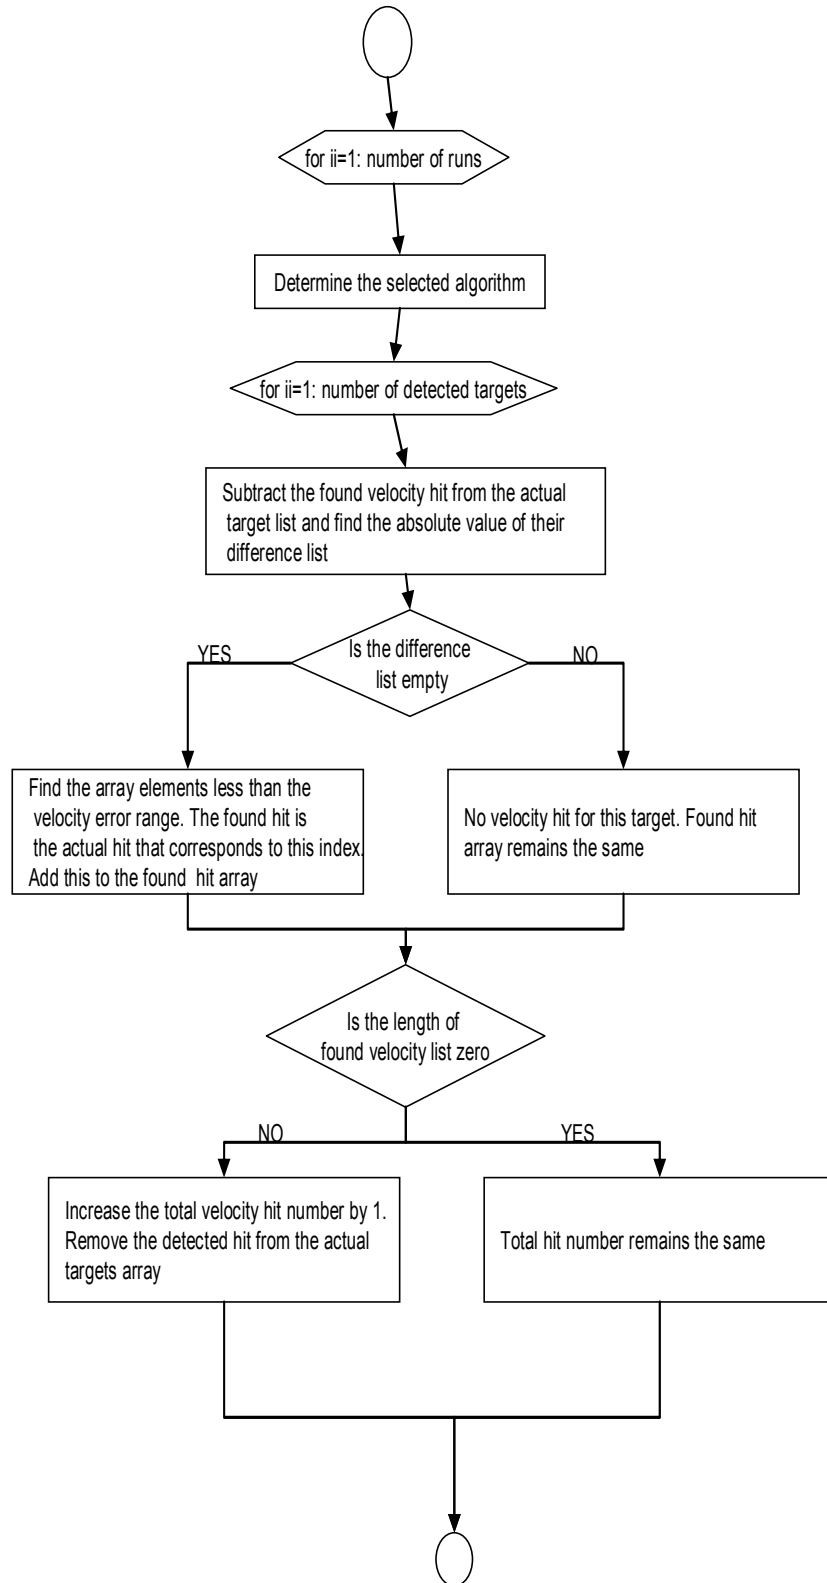 for ii=1: number of runs
Determine the selected algorithm
for ii=1: number of detected targets
Subtract the found velocity hit from the actual
target list and find the absolute value of their
difference list
Is the difference
list empty
YES
NO
Find the array elements less than the
velocity error range. The found hit is
the actual hit that corresponds to this index.
Add this to the found hit array
No velocity hit for this target. Found hit
array remains the same
Is the length of
found velocity list zero
NO
YES
Increase the total velocity hit number by 1.
Remove the detected hit from the actual
targets array
Total hit number remains the same